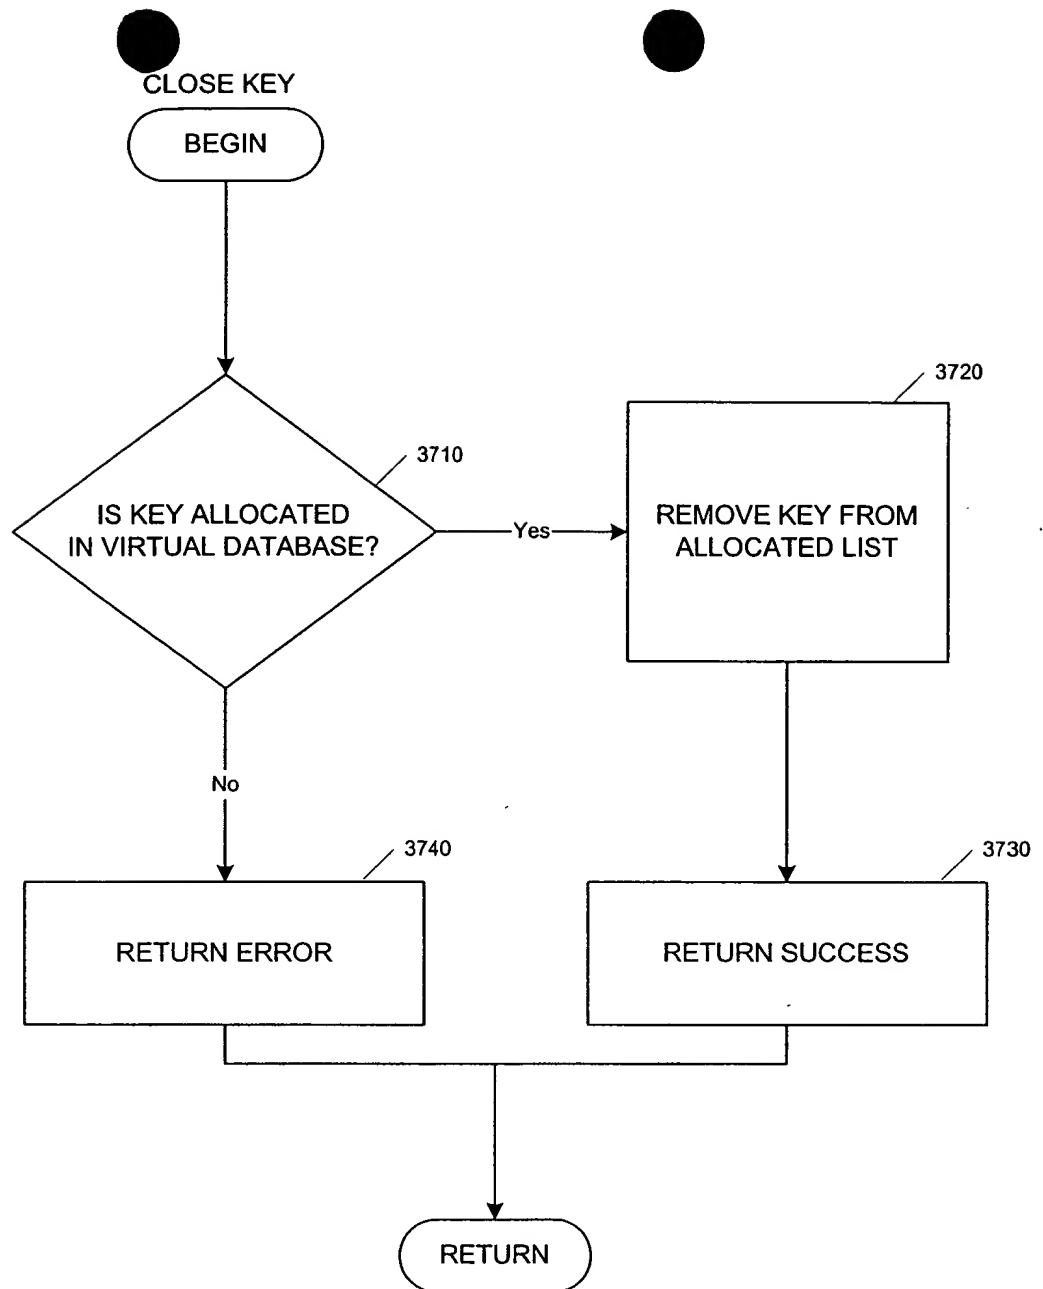 CLOSE KEY
BEGIN
3720
3710
IS KEY ALLOCATED
IN VIRTUAL DATABASE?
Yes
REMOVE KEY FROM
ALLOCATED LIST
No
3740
3730
RETURN ERROR
RETURN SUCCESS
RETURN